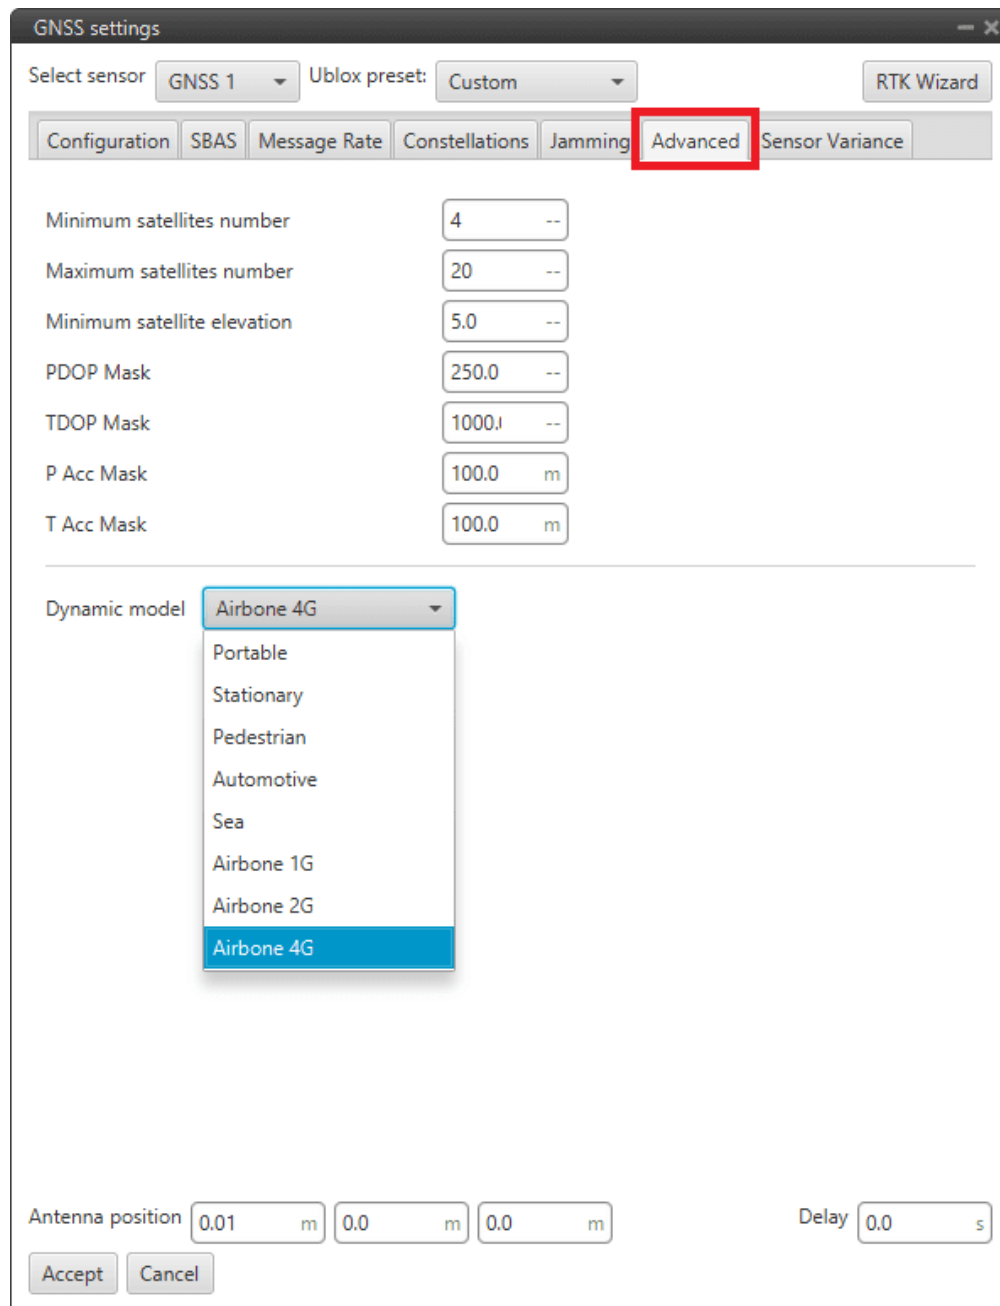 GNSS settings
Select sensor GNSS 1 Ublox preset: Custom RTK Wizard
Configuration SBAS Message Rate Constellations Jamming Advanced Sensor Variance
Minimum satellites number 4 --
Maximum satellites number 20 --
Minimum satellite elevation 5.0 --
PDOP Mask 250.0 --
TDOP Mask 1000. --
P Acc Mask 100.0 m
T Acc Mask 100.0 m
Dynamic model Airbone 4G
Portable
Stationary
Pedestrian
Automotive
Sea
Airbone 1G
Airbone 2G
Airbone 4G
Antenna position 0.01 m 0.0 m 0.0 m Delay 0.0 s
Accept Cancel